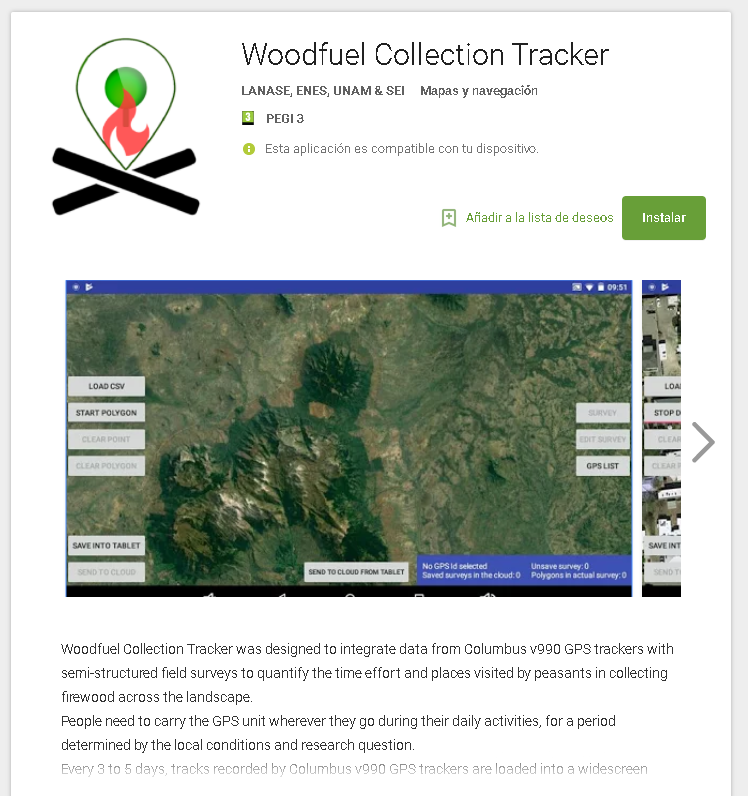 Woodfuel Collection Tracker
LANASE, ENES, UNAM & SEI Mapas y navegación
3 PEGI 3
Esta aplicación es compatible con tu dispositivo.
Añadir a la lista de deseos Instalar
09:51
LOAD CSV
START POLYGON
CLEAR POINT
CLEAR POLYGON
SAVE INTO TABLET
SEND TO CLOUD
SEND TO CLOUD FROM TABLET
SURVEY
EDIT SURVEY
GPS LIST
No GPS Id selected Unsave survey: 0
Saved surveys in the cloud: 0 Polygons in actual survey: 0
LOA
STOP D
CLEAR
CLEAR P
SAVE INT
SEND T
Woodfuel Collection Tracker was designed to integrate data from Columbus v990 GPS trackers with
semi-structured field surveys to quantify the time effort and places visited by peasants in collecting
firewood across the landscape.
People need to carry the GPS unit wherever they go during their daily activities, for a period
determined by the local conditions and research question.
Every 3 to 5 days, tracks recorded by Columbus v990 GPS trackers are loaded into a widescreen